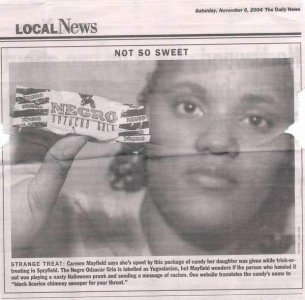 Saturday, November 6, 2004 The Daily News
LOCAL News
NOT SO SWEET
NEGRO
NEGRO
NEGRO
STRANGE TREAT: Carmen Mayfield says she's upset by this package of candy her daughter was given while trick-or-
treating in Spryfield. The Negro Odzacar Grla is labelled as Yugoslavian, but Mayfield wonders if the person who handed it
out was playing a nasty Halloween prank and sending a message of racism. One website translates the candy's name to
"black licorice chimney sweeper for your throat."